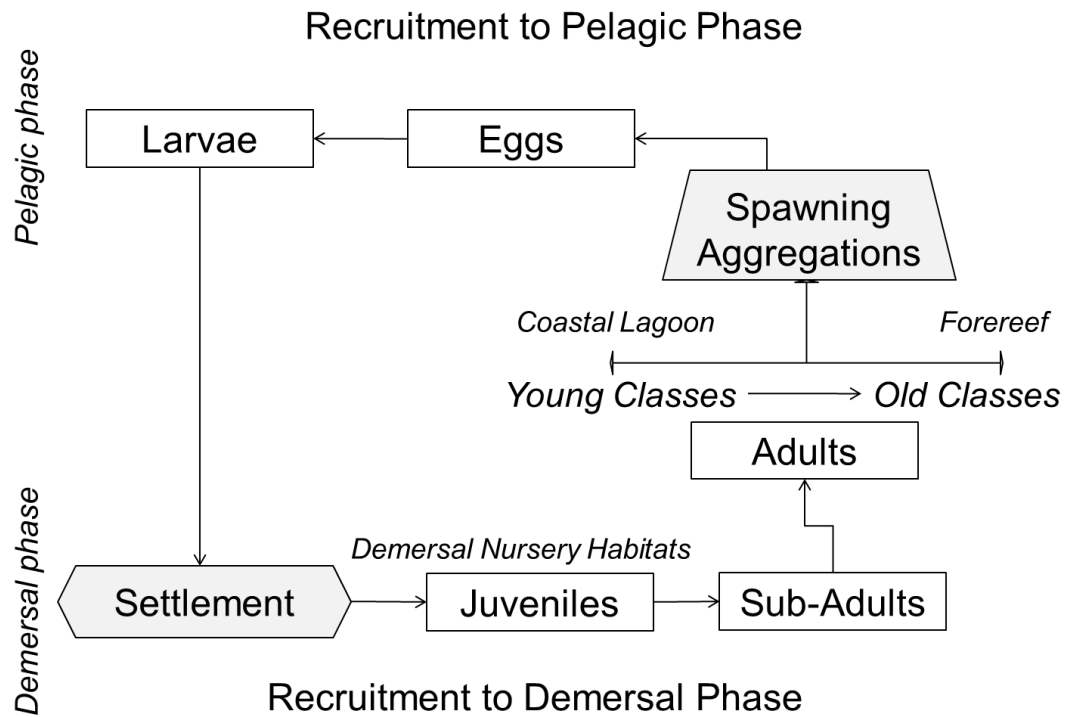 Recruitment to Pelagic Phase
Pelagic phase
Larvae
Eggs
Spawning
Aggregations
Coastal Lagoon
Forereef
Young Classes
Old Classes
Adults
Demersal phase
Demersal Nursery Habitats
Settlement
Juveniles
Sub-Adults
Recruitment to Demersal Phase